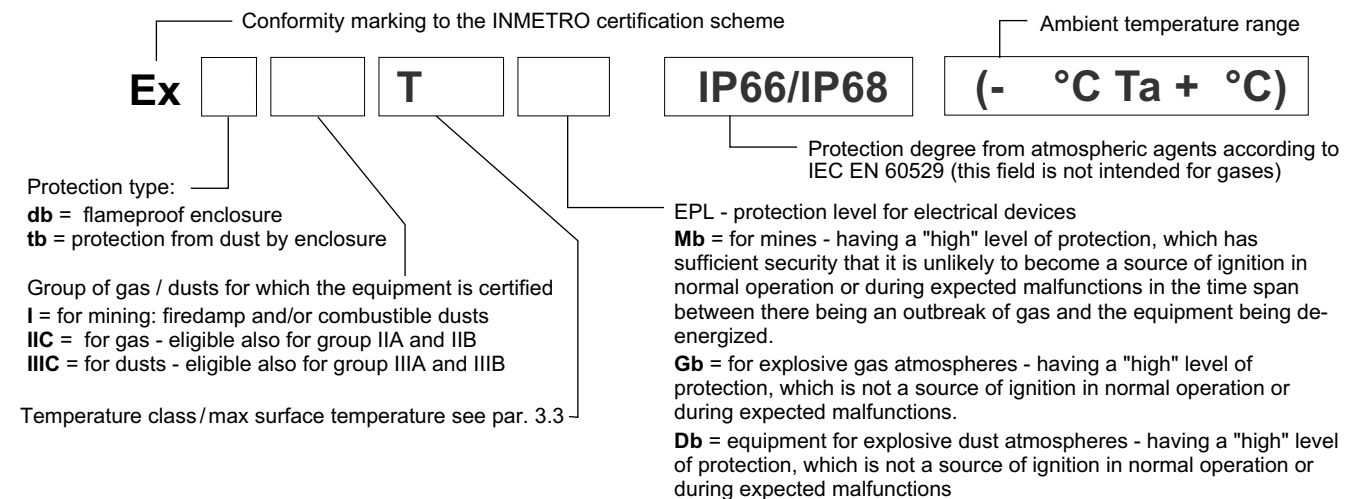 Conformity marking to the INMETRO certification scheme
Ambient temperature range
Ex T IP66/IP68 (- °C Ta + °C)
Protection degree from atmospheric agents according to
IEC EN 60529 (this field is not intended for gases)
Protection type:
db = flameproof enclosure
tb = protection from dust by enclosure
Group of gas / dusts for which the equipment is certified
I = for mining: firedamp and/or combustible dusts
IIC = for gas - eligible also for group IIA and IIB
IIIC = for dusts - eligible also for group IIIA and IIIB
Temperature class/max surface temperature see par. 3.3
EPL - protection level for electrical devices
Mb = for mines - having a "high" level of protection, which has
sufficient security that it is unlikely to become a source of ignition in
normal operation or during expected malfunctions in the time span
between there being an outbreak of gas and the equipment being de-
energized.
Gb = for explosive gas atmospheres - having a "high" level of
protection, which is not a source of ignition in normal operation or
during expected malfunctions.
Db = equipment for explosive dust atmospheres - having a "high" level
of protection, which is not a source of ignition in normal operation or
during expected malfunctions